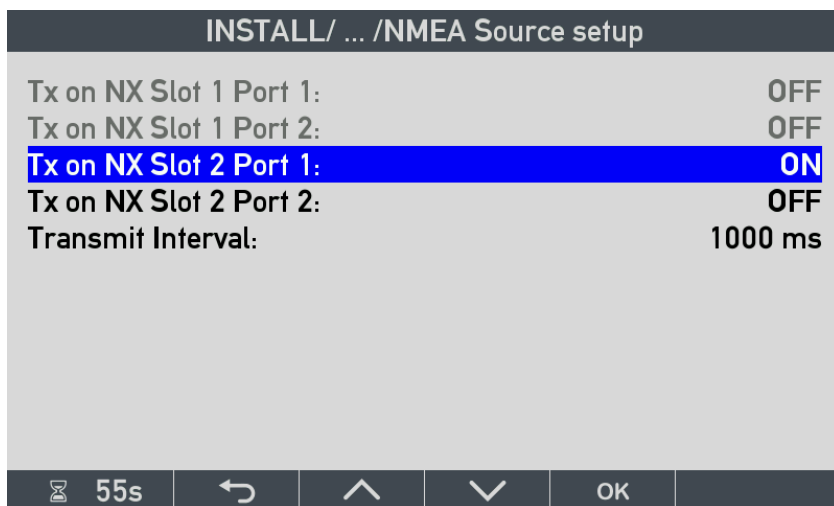 INSTALL/ ... /NMEA Source setup
Tx on NX Slot 1 Port 1: OFF
Tx on NX Slot 1 Port 2: OFF
Tx on NX Slot 2 Port 1: ON
Tx on NX Slot 2 Port 2: OFF
Transmit Interval: 1000 ms
55s OK